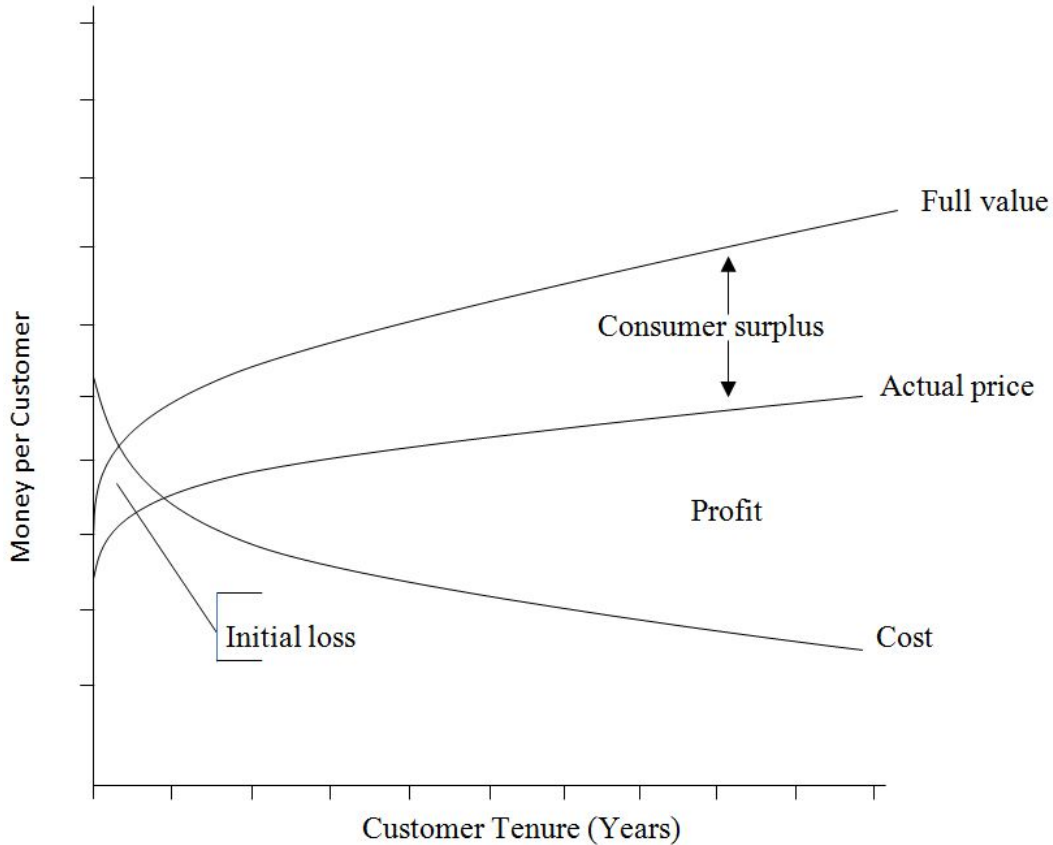 Full value
Consumer surplus
Actual price
Money per Customer
Profit
Initial loss
Cost
Customer Tenure (Years)